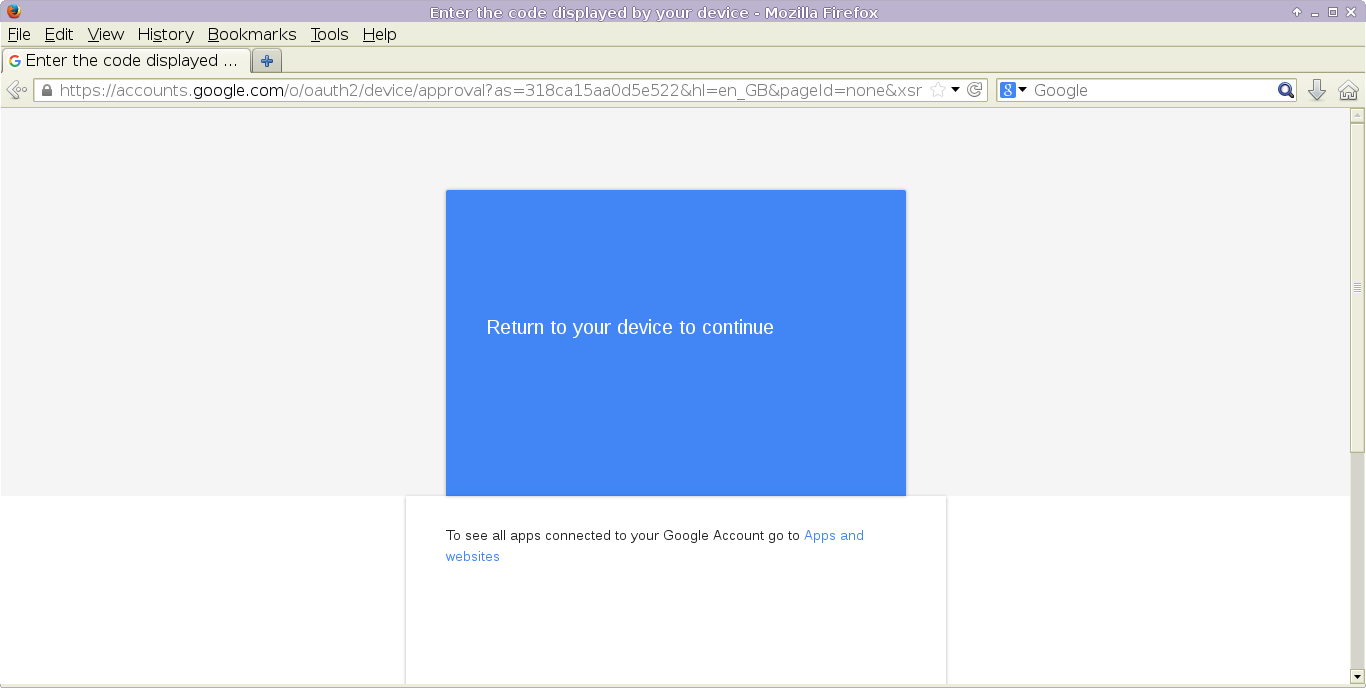 Enter the code displayed by your device - Mozilla Firefox
File Edit View History Bookmarks Tools Help
Enter the code displayed ...
https://accounts.google.com/o/oauth2/device/approval?as=318ca15aa0d5e522&hl=en_GB&pageId=none&xsr
8 Google
Return to your device to continue
To see all apps connected to your Google Account go to Apps and
websites